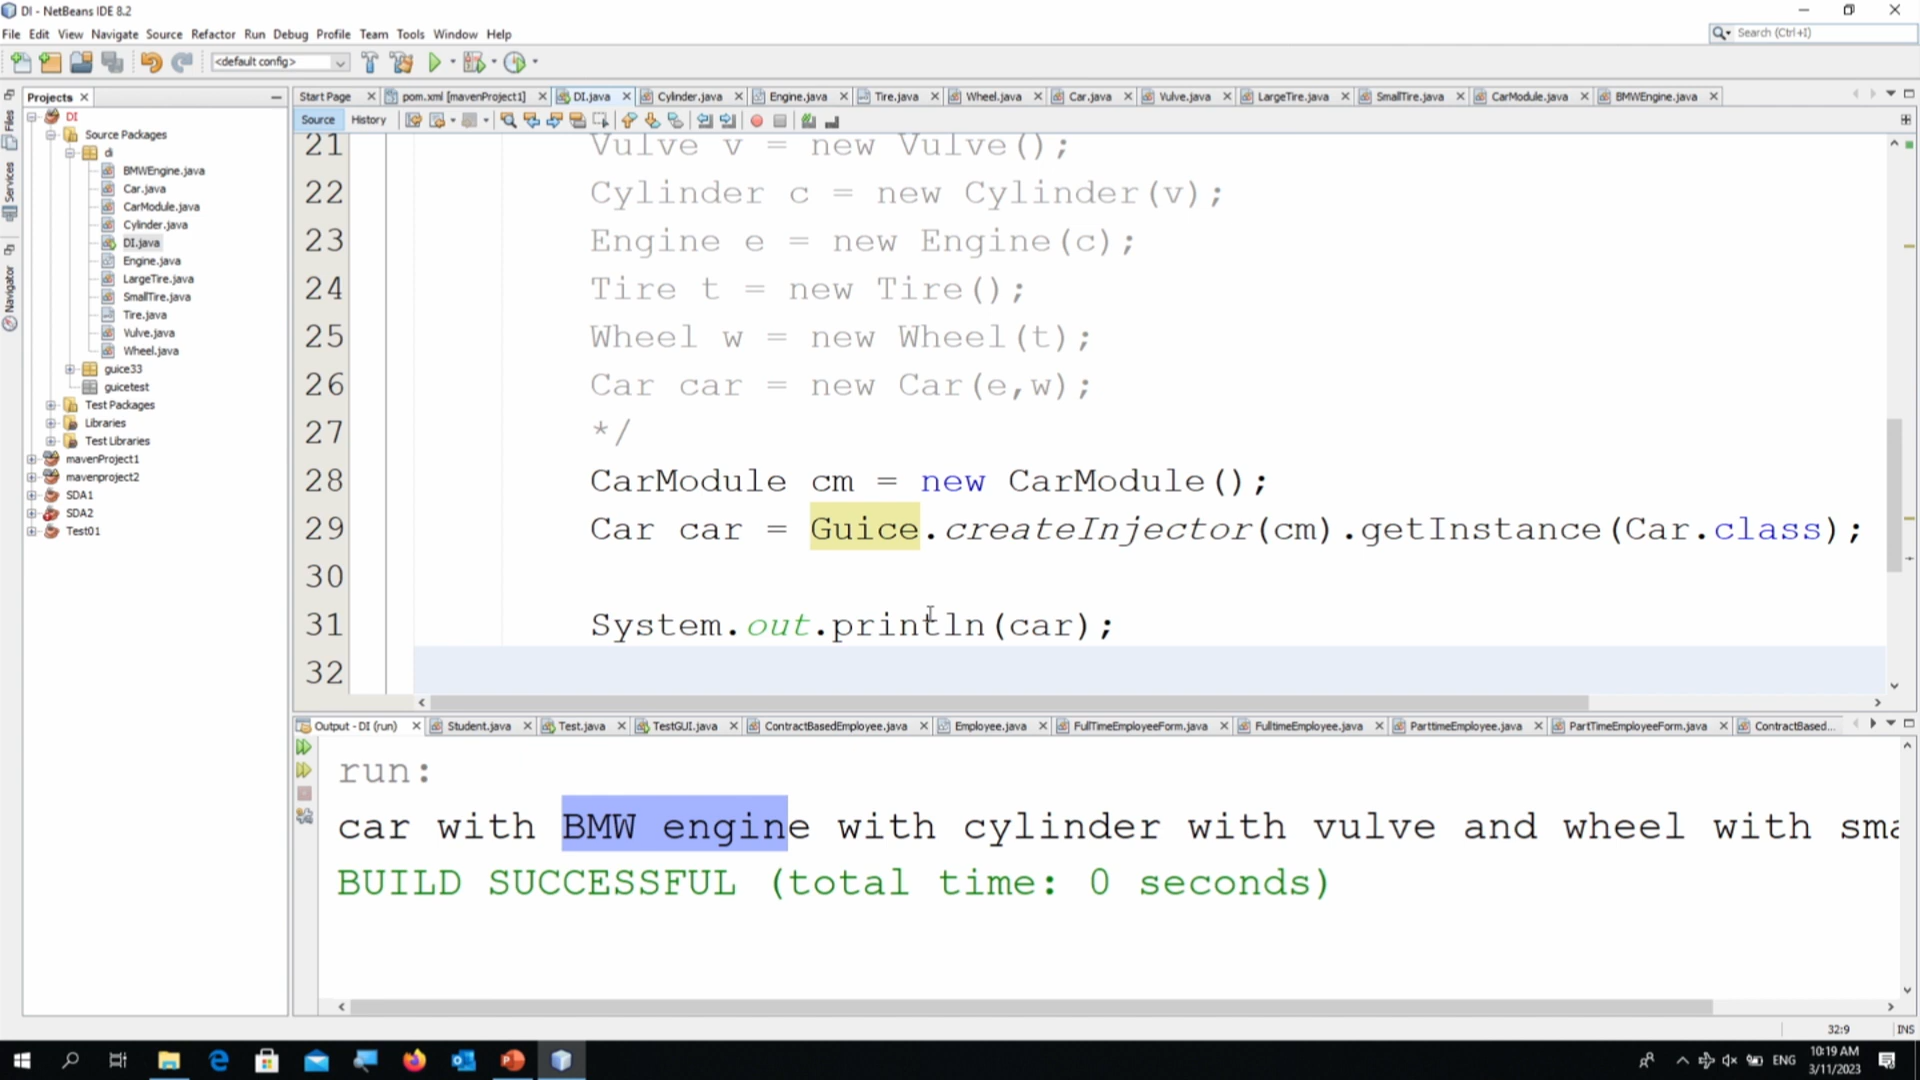 DI - NetBeans IDE 8.2
File Edit View Navigate Source Refactor Run Debug Profile Team Tools Window Help
Search (Ctrl+I)
<default config>
Projects
Start Page pom.xml [mavenProject1] DI.java Cylinder.java Engine.java Tire.java Wheel.java Car.java Vulve.java LargeTire.java SmallTire.java CarModule.java BMWEngine.java
Files
Services
Navigator
DI
Source Packages
di
BMWEngine.java
Car.java
CarModule.java
Cylinder.java
DI.java
Engine.java
LargeTire.java
SmallTire.java
Tire.java
Vulve.java
Wheel.java
guice33
guicetest
Test Packages
Libraries
Test Libraries
mavenProject1
mavenproject2
SDA1
SDA2
Test01
Source History
21 Vulve v = new Vulve();
22 Cylinder c = new Cylinder(v);
23 Engine e = new Engine(c);
24 Tire t = new Tire();
25 Wheel w = new Wheel(t);
26 Car car = new Car(e,w);
27 */
28 CarModule cm = new CarModule();
29 Car car = Guice.createInjector(cm).getInstance(Car.class);
30
31 System.out.println(car);
32
Output - DI (run) Student.java Test.java TestGUI.java ContractBasedEmployee.java Employee.java FullTimeEmployeeForm.java FulltimeEmployee.java ParttimeEmployee.java PartTimeEmployeeForm.java ContractBased...
run:
car with BMW engine with cylinder with vulve and wheel with sma
BUILD SUCCESSFUL (total time: 0 seconds)
32:9 INS
ENG
10:19 AM
3/11/2023